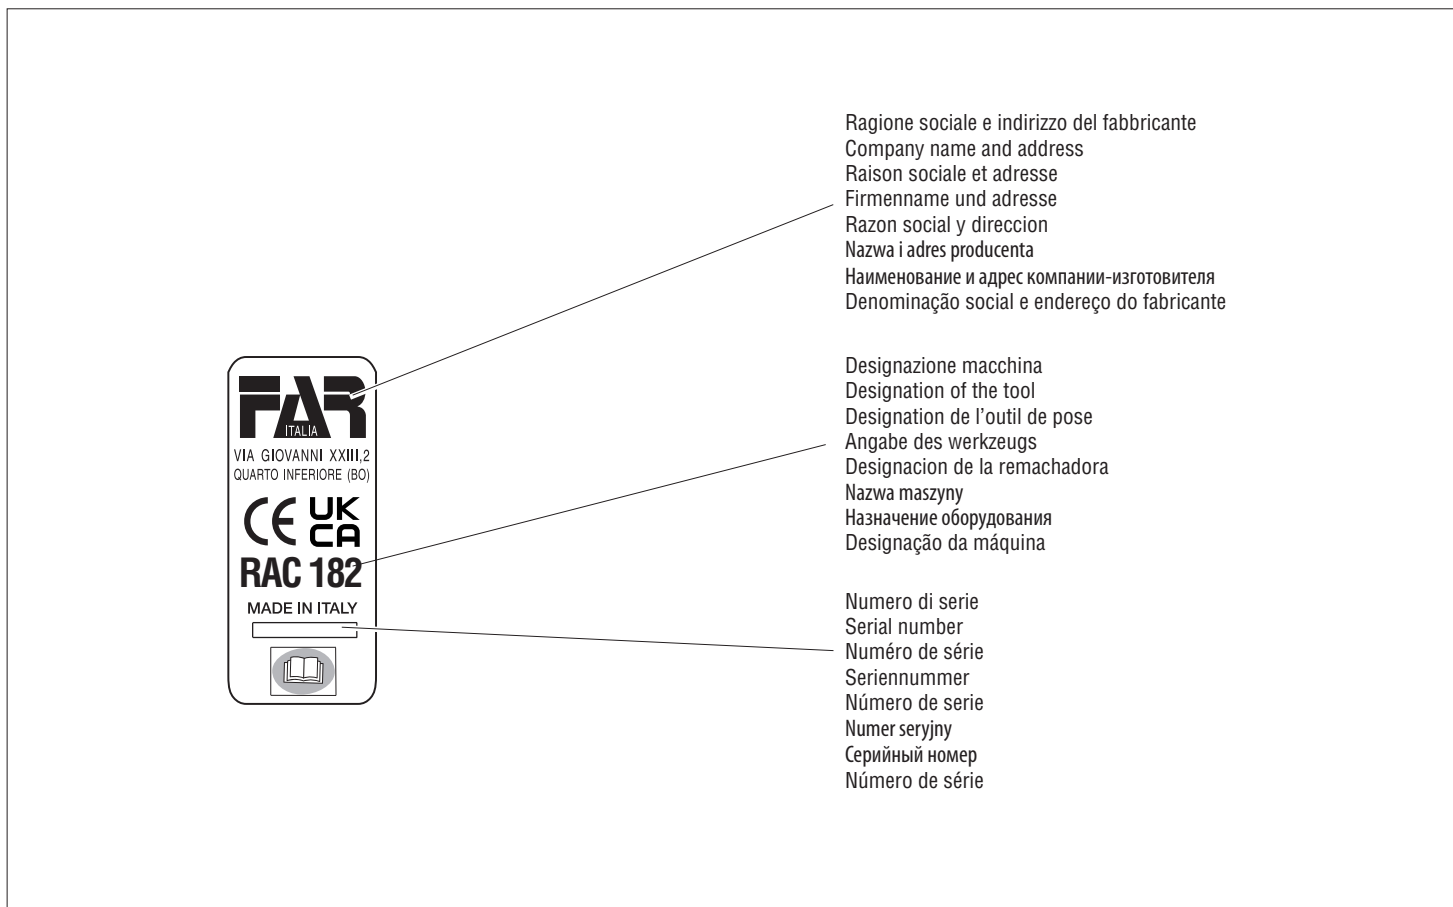 Ragione sociale e indirizzo del fabbricante
Company name and address
Raison sociale et adresse
Firmenname und adresse
Razon social y direccion
Nazwa i adres producenta
Наименование и адрес компании-изготовителя
Denominação social e endereço do fabricante
FAR
ITALIA
VIA GIOVANNI XXIII,2
QUARTO INFERIORE (BO)
CE UK
CA
RAC 182
MADE IN ITALY
Designazione macchina
Designation of the tool
Designation de l’outil de pose
Angabe des werkzeugs
Designacion de la remachadora
Nazwa maszyny
Назначение оборудования
Designação da máquina
Numero di serie
Serial number
Numéro de série
Seriennummer
Número de serie
Numer seryjny
Серийный номер
Número de série